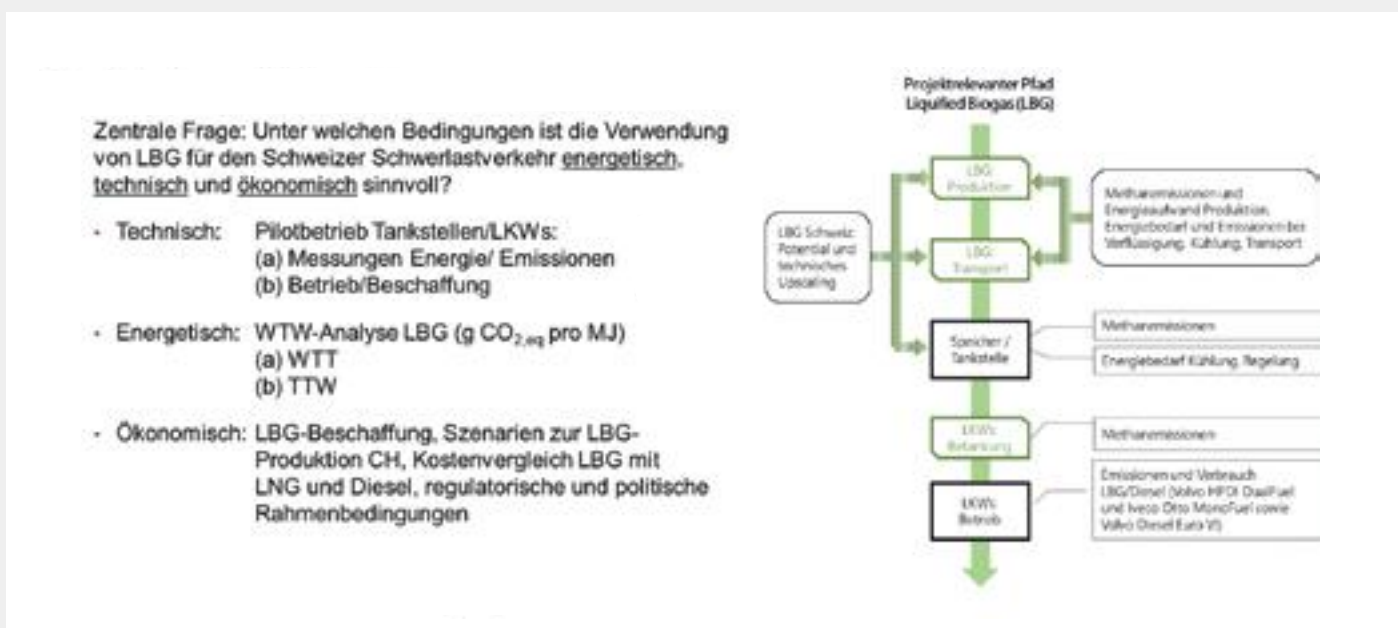 Zentrale Frage: Unter welchen Bedingungen ist die Verwendung
von LBG für den Schweizer Schwerlastverkehr energetisch,
technisch und ökonomisch sinnvoll?
- Technisch: Pilotbetrieb Tankstellen/LKWs:
(a) Messungen Energie/ Emissionen
(b) Betrieb/Beschaffung
- Energetisch: WTW-Analyse LBG (g CO2,eq pro MJ)
(a) WTT
(b) TTW
- Ökonomisch: LBG-Beschaffung, Szenarien zur LBG-
Produktion CH, Kostenvergleich LBG mit
LNG und Diesel, regulatorische und politische
Rahmenbedingungen
Projektrelevanter Pfad
Liquified Biogas (LBG)
LBG
Produktion
LBG
Transport
Speicher /
Tankstelle
LKWs
Betankung
LKWs
Betrieb
LBG Schweiz:
Potential und
technisches
Upscaling
Methanemissionen und
Energieaufwand Produktion,
Energiebedarf und Emissionen bei
Verflüssigung, Kühlung, Transport
Methanemissionen
Energiebedarf Kühlung, Regelung
Methanemissionen
Emissionen und Verbrauch
LBG/Diesel (Volvo HPDI DualFuel
und Iveco Otto MonoFuel sowie
Volvo Diesel Euro VI)